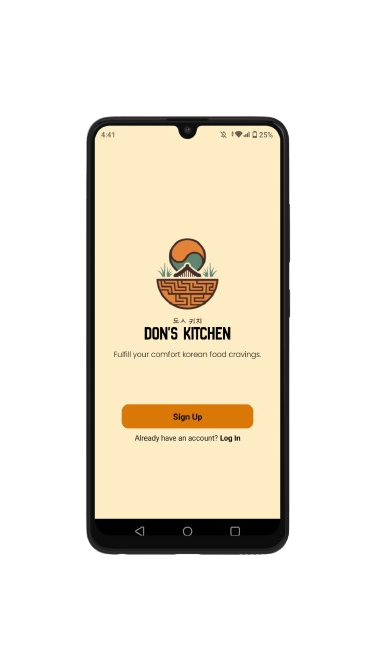 4:41
25%
도스 키친
DON'S KITCHEN
Fulfill your comfort korean food cravings.
Sign Up
Already have an account? Log In